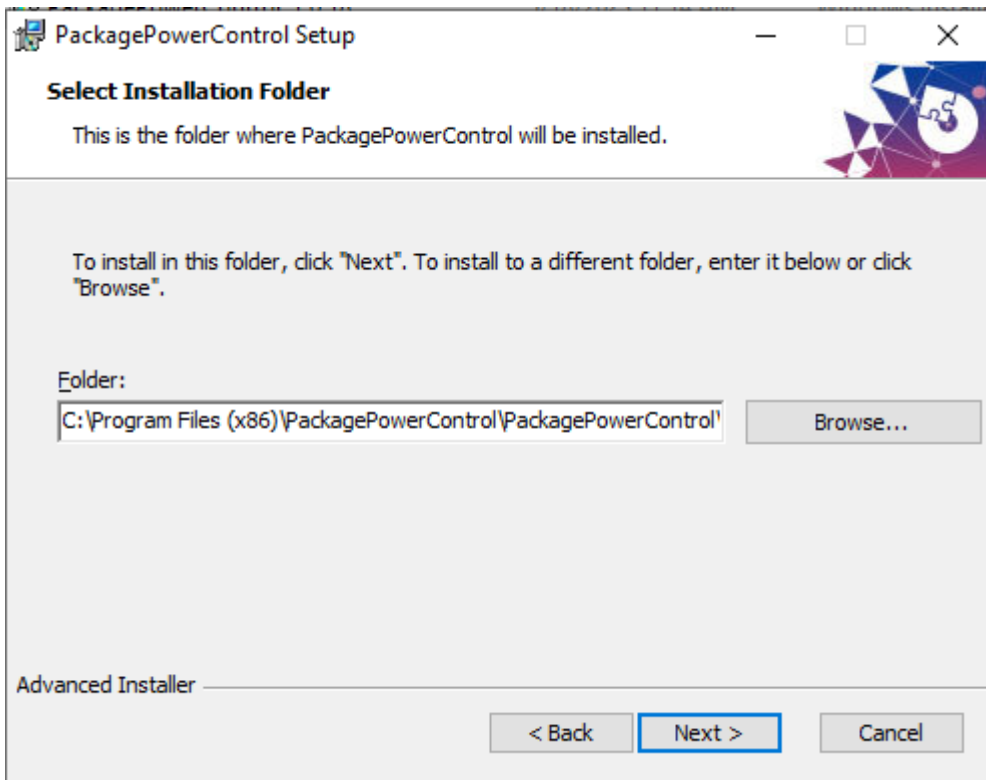 PackagePowerControl Setup
Select Installation Folder
This is the folder where PackagePowerControl will be installed.
To install in this folder, click "Next". To install to a different folder, enter it below or click
"Browse".
Folder:
C:\Program Files (x86)\PackagePowerControl\PackagePowerControl\
Browse...
Advanced Installer
< Back
Next >
Cancel